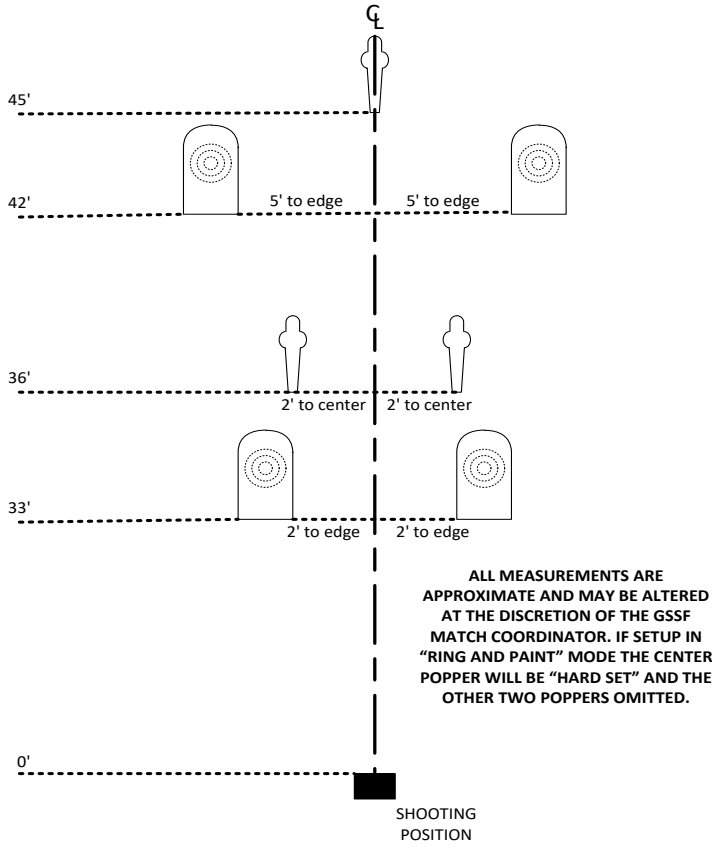 ℄
45'
5' to edge 5' to edge
42'
36'
2' to center 2' to center
33'
2' to edge 2' to edge
ALL MEASUREMENTS ARE
APPROXIMATE AND MAY BE ALTERED
AT THE DISCRETION OF THE GSSF
MATCH COORDINATOR. IF SETUP IN
“RING AND PAINT” MODE THE CENTER
POPPER WILL BE “HARD SET” AND THE
OTHER TWO POPPERS OMITTED.
0'
SHOOTING
POSITION